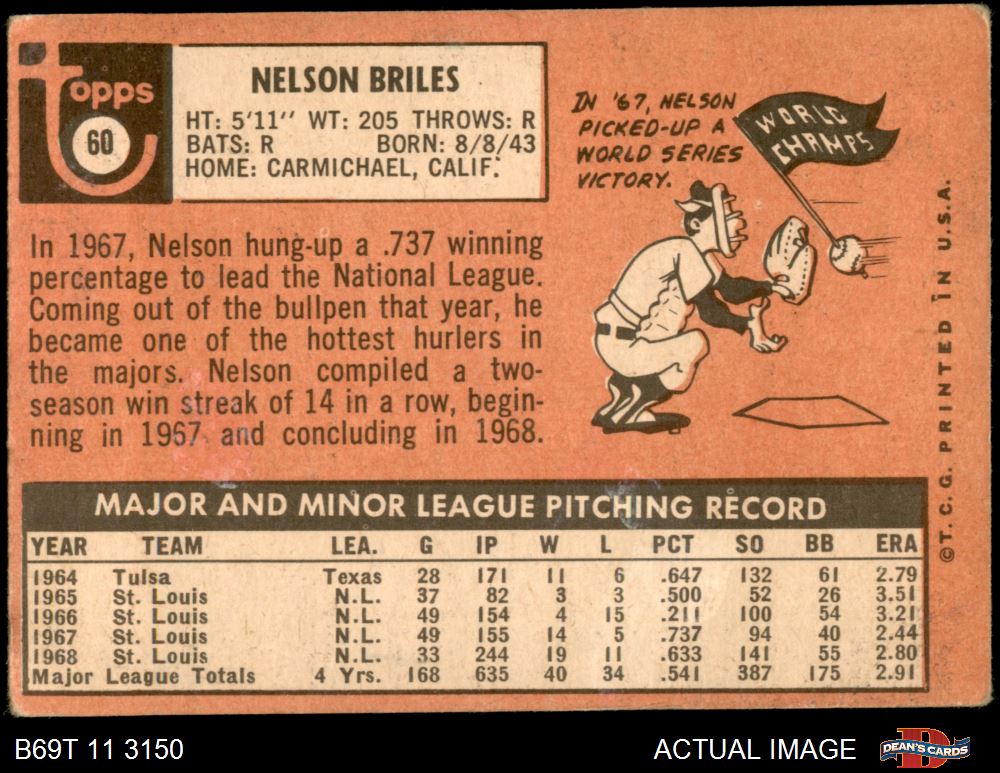 Topps
60
NELSON BRILES
HT: 5'11" WT: 205 THROWS: R
BATS: R BORN: 8/8/43
HOME: CARMICHAEL, CALIF.
IN '67, NELSON
PICKED-UP A
WORLD SERIES
VICTORY.
WORLD
CHAMPS
In 1967, Nelson hung-up a .737 winning
percentage to lead the National League.
Coming out of the bullpen that year, he
became one of the hottest hurlers in
the majors. Nelson compiled a two-
season win streak of 14 in a row, begin-
ning in 1967 and concluding in 1968.
MAJOR AND MINOR LEAGUE PITCHING RECORD
YEAR TEAM LEA. G IP W L PCT SO BB ERA
1964 Tulsa Texas 28 171 11 6 .647 132 61 2.79
1965 St. Louis N.L. 37 82 3 3 .500 52 26 3.51
1966 St. Louis N.L. 49 154 4 15 .211 100 54 3.21
1967 St. Louis N.L. 49 155 14 5 .737 94 40 2.44
1968 St. Louis N.L. 33 244 19 11 .633 141 55 2.80
Major League Totals 4 Yrs. 168 635 40 34 .541 387 175 2.91
©T. C. G. PRINTED IN U.S.A.
B69T 11 3150
ACTUAL IMAGE
DEAN'S CARDS